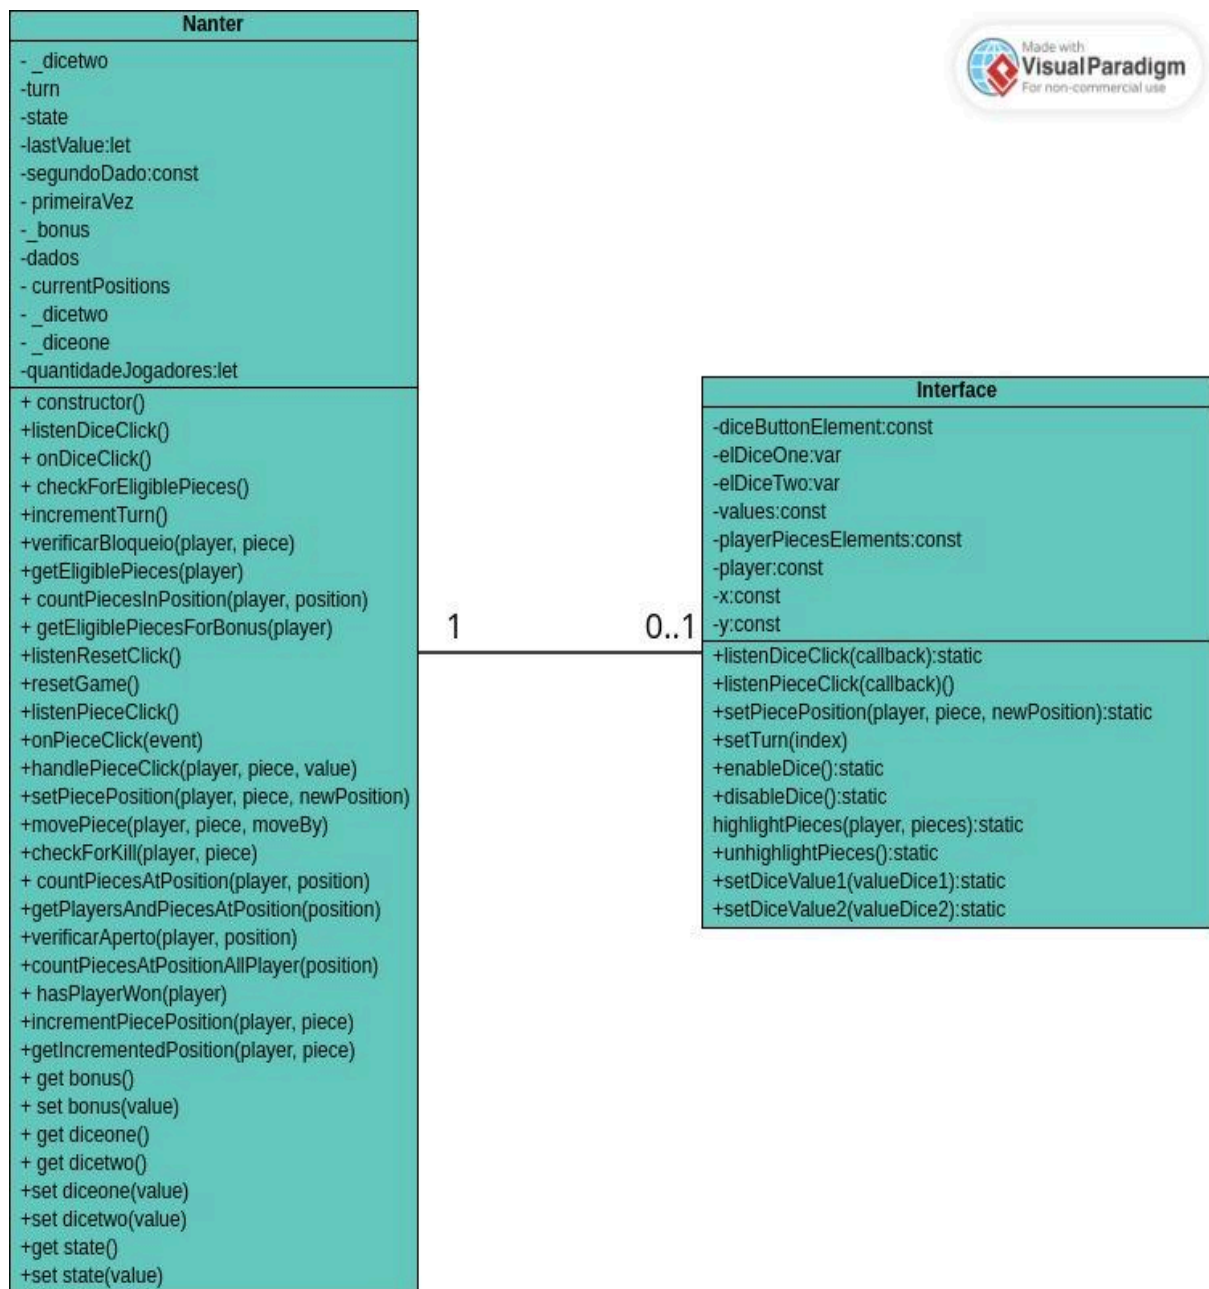 Nanter
- _dicetwo
-turn
-state
-lastValue:let
-segundoDado:const
- primeiraVez
-_bonus
-dados
- currentPositions
- _dicetwo
- _diceone
-quantidadeJogadores:let
+ constructor()
+listenDiceClick()
+ onDiceClick()
+ checkForEligiblePieces()
+incrementTurn()
+verificarBloqueio(player, piece)
+getEligiblePieces(player)
+ countPiecesInPosition(player, position)
+ getEligiblePiecesForBonus(player)
+listenResetClick()
+resetGame()
+listenPieceClick()
+onPieceClick(event)
+handlePieceClick(player, piece, value)
+setPiecePosition(player, piece, newPosition)
+movePiece(player, piece, moveBy)
+checkForKill(player, piece)
+ countPiecesAtPosition(player, position)
+getPlayersAndPiecesAtPosition(position)
+verificarAperto(player, position)
+countPiecesAtPositionAllPlayer(position)
+ hasPlayerWon(player)
+incrementPiecePosition(player, piece)
+getIncrementedPosition(player, piece)
+ get bonus()
+ set bonus(value)
+ get diceone()
+ get dicetwo()
+set diceone(value)
+set dicetwo(value)
+get state()
+set state(value)
1
0..1
Made with
Visual Paradigm
For non-commercial use
Interface
-diceButtonElement:const
-elDiceOne:var
-elDiceTwo:var
-values:const
-playerPiecesElements:const
-player:const
-x:const
-y:const
+listenDiceClick(callback):static
+listenPieceClick(callback)()
+setPiecePosition(player, piece, newPosition):static
+setTurn(index)
+enableDice():static
+disableDice():static
highlightPieces(player, pieces):static
+unhighlightPieces():static
+setDiceValue1(valueDice1):static
+setDiceValue2(valueDice2):static